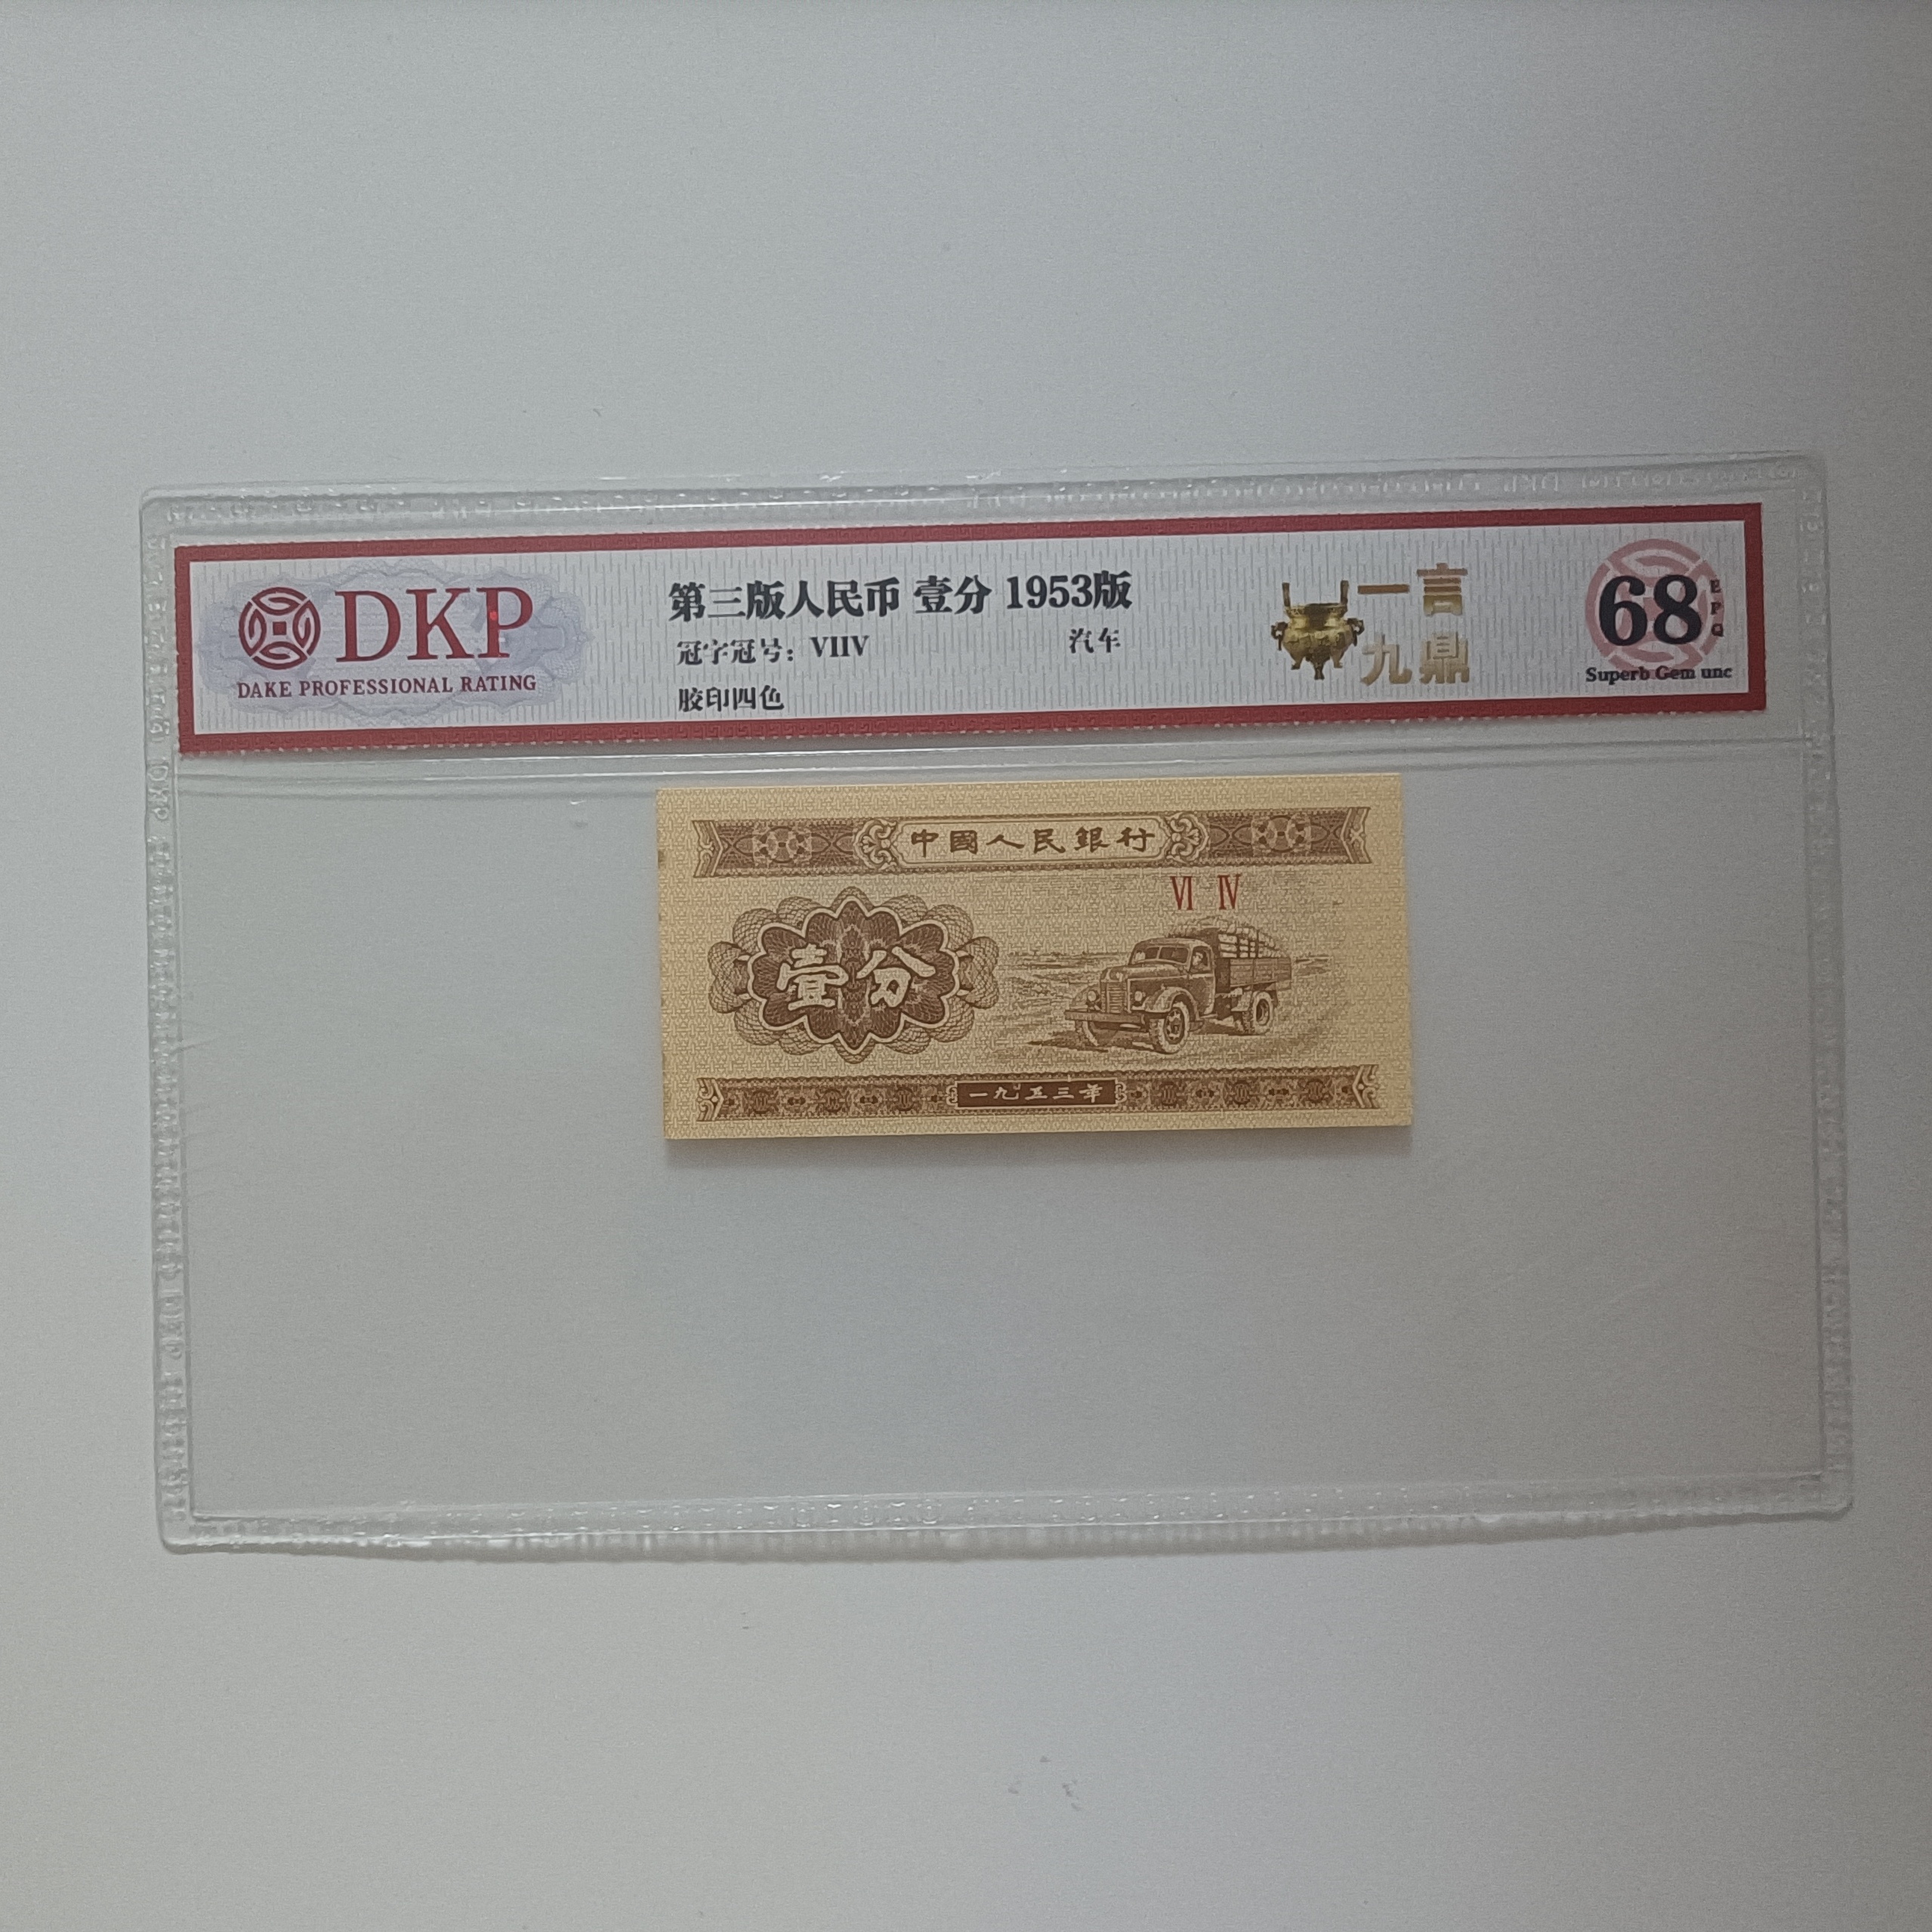 DKP
DAKE PROFESSIONAL RATING
第三版人民币 壹分 1953版
冠字冠号：VIIV 汽车
胶印四色
一言
九鼎
68 EPQ
Superb Gem unc
中國人民銀行
VI IV
壹分
一九五三年